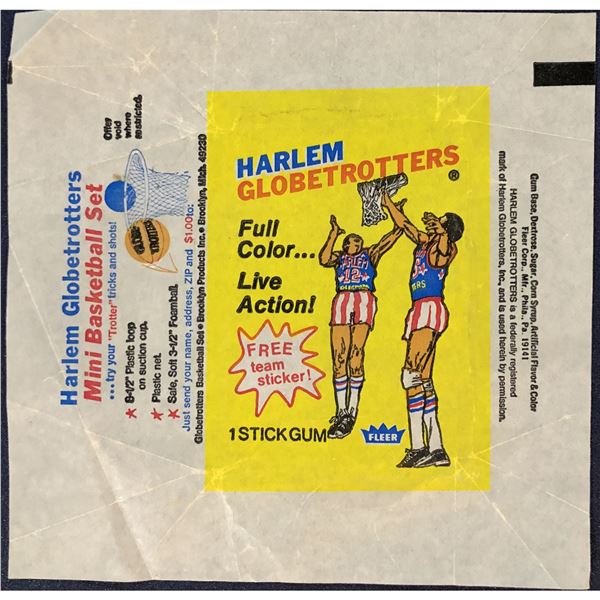 Harlem Globetrotters
Mini Basketball Set
... try your "Trotter" tricks and shots!
★ 8-1/2" Plastic loop
on suction cup.
★ Plastic net.
★ Safe, Soft 3-1/2" Foamball.
Just send your name, address, ZIP and $1.00 to:
Globetrotters Basketball Set • Brooklyn Products Inc. • Brooklyn, Mich. 49230
Offer
void
where
restricted.
HARLEM
GLOBETROTTERS
®
Full
Color...
Live
Action!
FREE
team
sticker!
1 STICK GUM
FLEER
HARLEM
12
Gum Base, Dextrose, Sugar, Corn Syrup, Artificial Flavor & Color
Fleer Corp., Mfr., Phila., Pa. 19141
HARLEM GLOBETROTTERS is a federally registered
mark of Harlem Globetrotters, Inc., and is used herein by permission.